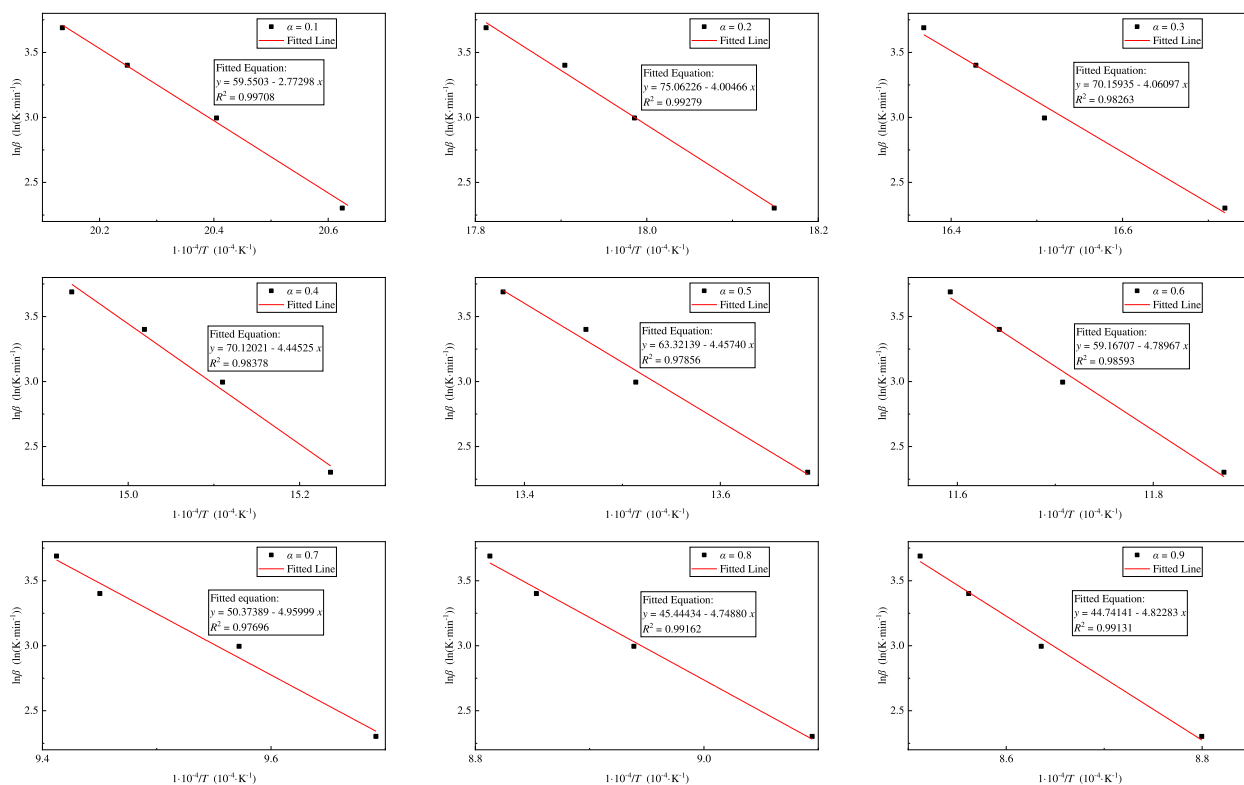 α = 0.1
Fitted Line
Fitted Equation:
y = 59.5503 - 2.77298 x
R² = 0.99708
3.5
3.0
2.5
lnβ (ln(K·min⁻¹))
20.2
20.4
20.6
1·10⁻⁴/T (10⁻⁴·K⁻¹)
α = 0.2
Fitted Line
Fitted Equation:
y = 75.06226 - 4.00466 x
R² = 0.99279
3.5
3.0
2.5
lnβ (ln(K·min⁻¹))
17.8
18.0
18.2
1·10⁻⁴/T (10⁻⁴·K⁻¹)
α = 0.3
Fitted Line
Fitted Equation:
y = 70.15935 - 4.06097 x
R² = 0.98263
3.5
3.0
2.5
lnβ (ln(K·min⁻¹))
16.4
16.6
1·10⁻⁴/T (10⁻⁴·K⁻¹)
α = 0.4
Fitted Line
Fitted Equation:
y = 70.12021 - 4.44525 x
R² = 0.98378
3.5
3.0
2.5
lnβ (ln(K·min⁻¹))
15.0
15.2
1·10⁻⁴/T (10⁻⁴·K⁻¹)
α = 0.5
Fitted Line
Fitted Equation:
y = 63.32139 - 4.45740 x
R² = 0.97856
3.5
3.0
2.5
lnβ (ln(K·min⁻¹))
13.4
13.6
1·10⁻⁴/T (10⁻⁴·K⁻¹)
α = 0.6
Fitted Line
Fitted Equation:
y = 59.16707 - 4.78967 x
R² = 0.98593
3.5
3.0
2.5
lnβ (ln(K·min⁻¹))
11.6
11.8
1·10⁻⁴/T (10⁻⁴·K⁻¹)
α = 0.7
Fitted Line
Fitted Equation:
y = 50.37389 - 4.95999 x
R² = 0.97696
3.5
3.0
2.5
lnβ (ln(K·min⁻¹))
9.4
9.6
1·10⁻⁴/T (10⁻⁴·K⁻¹)
α = 0.8
Fitted Line
Fitted Equation:
y = 45.44434 - 4.74880 x
R² = 0.99162
3.5
3.0
2.5
lnβ (ln(K·min⁻¹))
8.8
9.0
1·10⁻⁴/T (10⁻⁴·K⁻¹)
α = 0.9
Fitted Line
Fitted Equation:
y = 44.74141 - 4.82283 x
R² = 0.99131
3.5
3.0
2.5
lnβ (ln(K·min⁻¹))
8.6
8.8
1·10⁻⁴/T (10⁻⁴·K⁻¹)